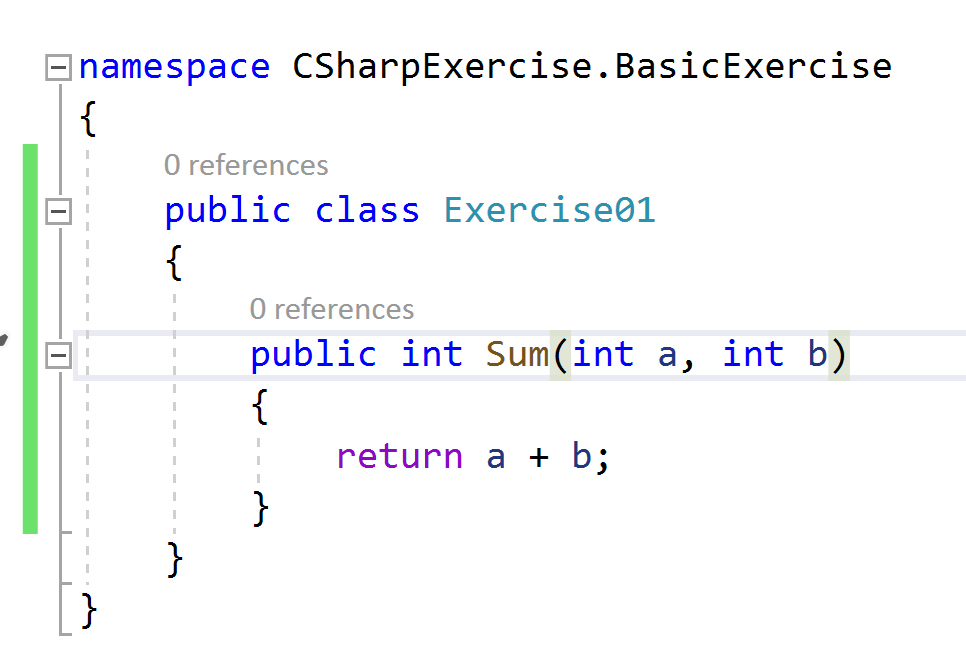 namespace CSharpExercise.BasicExercise
{
0 references
public class Exercise01
{
0 references
public int Sum(int a, int b)
{
return a + b;
}
}
}